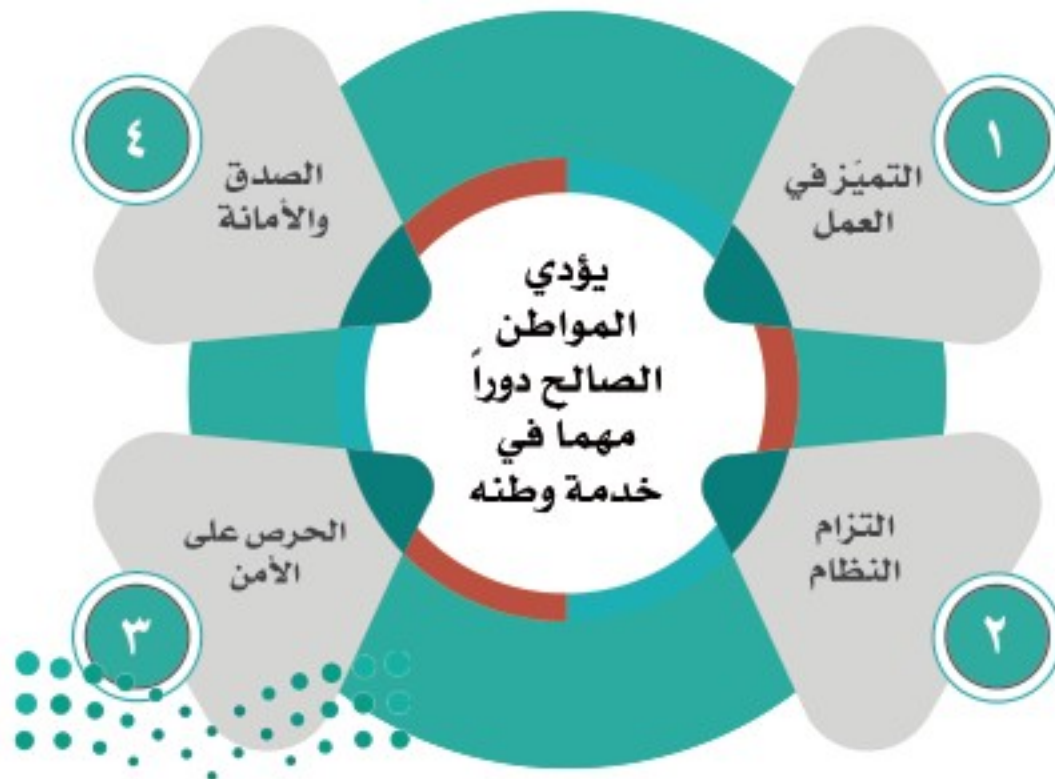 يؤدي
المواطن
الصالح دوراً
مهماً في
خدمة وطنه
١
التميَز في
العمل
٢
التزام
النظام
٣
الحرص على
الأمن
٤
الصدق
والأمانة